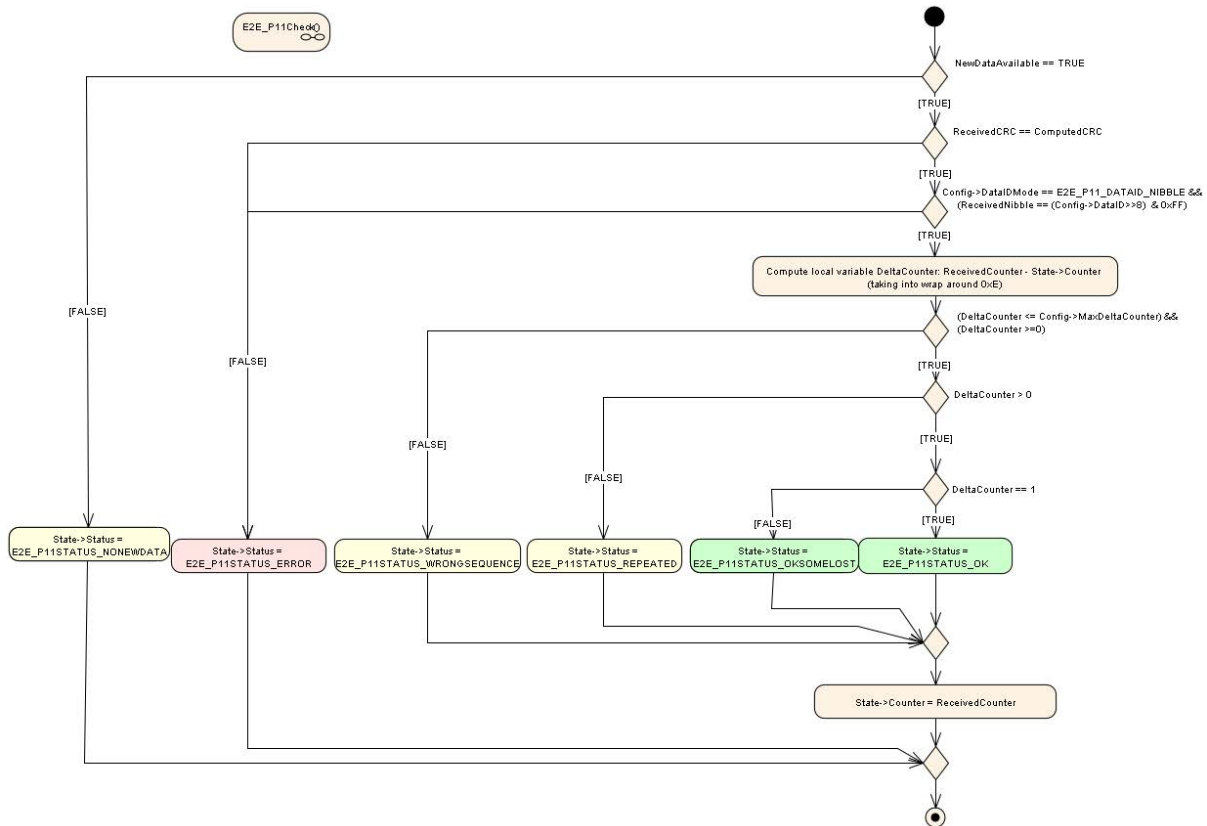 E2E_P11Check()
NewDataAvailable == TRUE
[TRUE]
ReceivedCRC == ComputedCRC
[TRUE]
Config->DataIDMode == E2E_P11_DATAID_NIBBLE &&
(ReceivedNibble == (Config->DataID>>8) & 0xFF)
[TRUE]
Compute local variable DeltaCounter: ReceivedCounter - State->Counter
(taking into wrap around 0xE)
[FALSE]
(DeltaCounter <= Config->MaxDeltaCounter) &&
(DeltaCounter >=0)
[FALSE]
[TRUE]
DeltaCounter > 0
[FALSE]
[TRUE]
[FALSE]
DeltaCounter == 1
[FALSE]
[TRUE]
State->Status =
E2E_P11STATUS_NONEWDATA
State->Status =
E2E_P11STATUS_ERROR
State->Status =
E2E_P11STATUS_WRONGSEQUENCE
State->Status =
E2E_P11STATUS_REPEATED
State->Status =
E2E_P11STATUS_OKSOMELOST
State->Status =
E2E_P11STATUS_OK
State->Counter = ReceivedCounter